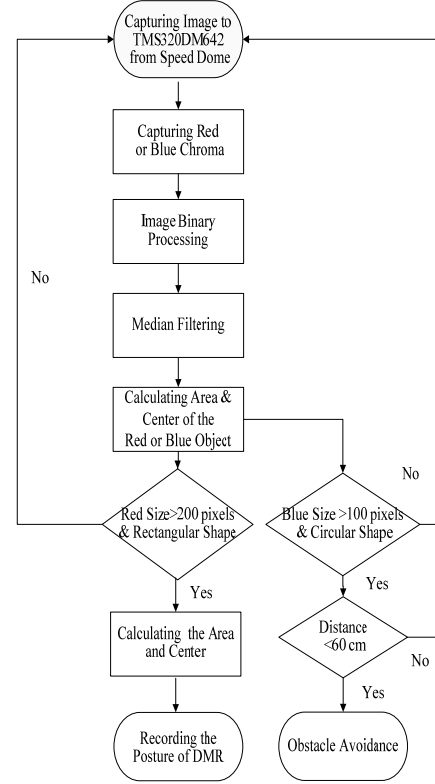 Capturing Image to
TMS320DM642
from Speed Dome
Capturing Red
or Blue Chroma
Image Binary
Processing
No
Median Filtering
Calculating Area &
Center of the
Red or Blue Object
No
Red Size>200 pixels
& Rectangular Shape
Blue Size >100 pixels
& Circular Shape
Yes
Yes
Calculating the Area
and Center
Distance
<60 cm
No
Yes
Recording the
Posture of DMR
Obstacle Avoidance